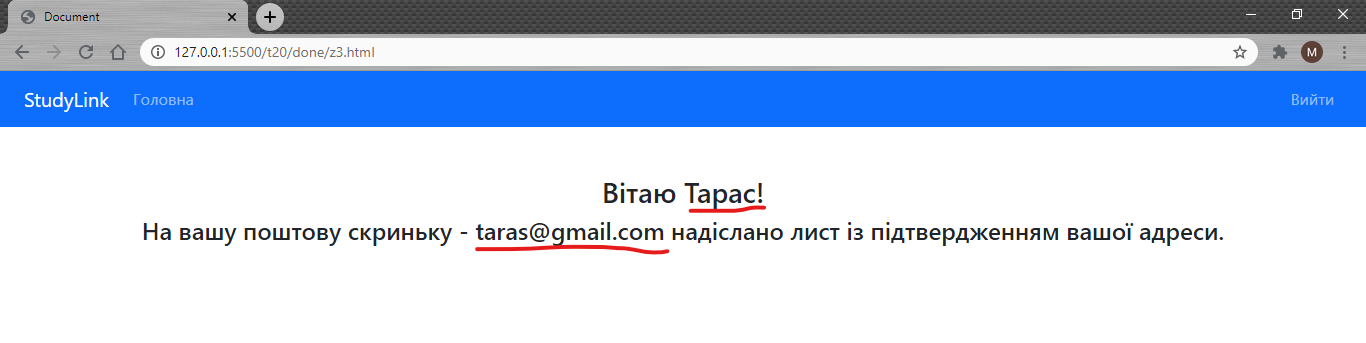 Document
127.0.0.1:5500/t20/done/z3.html
M
StudyLink Головна Вийти
Вітаю Тарас!
На вашу поштову скриньку - taras@gmail.com надіслано лист із підтвердженням вашої адреси.